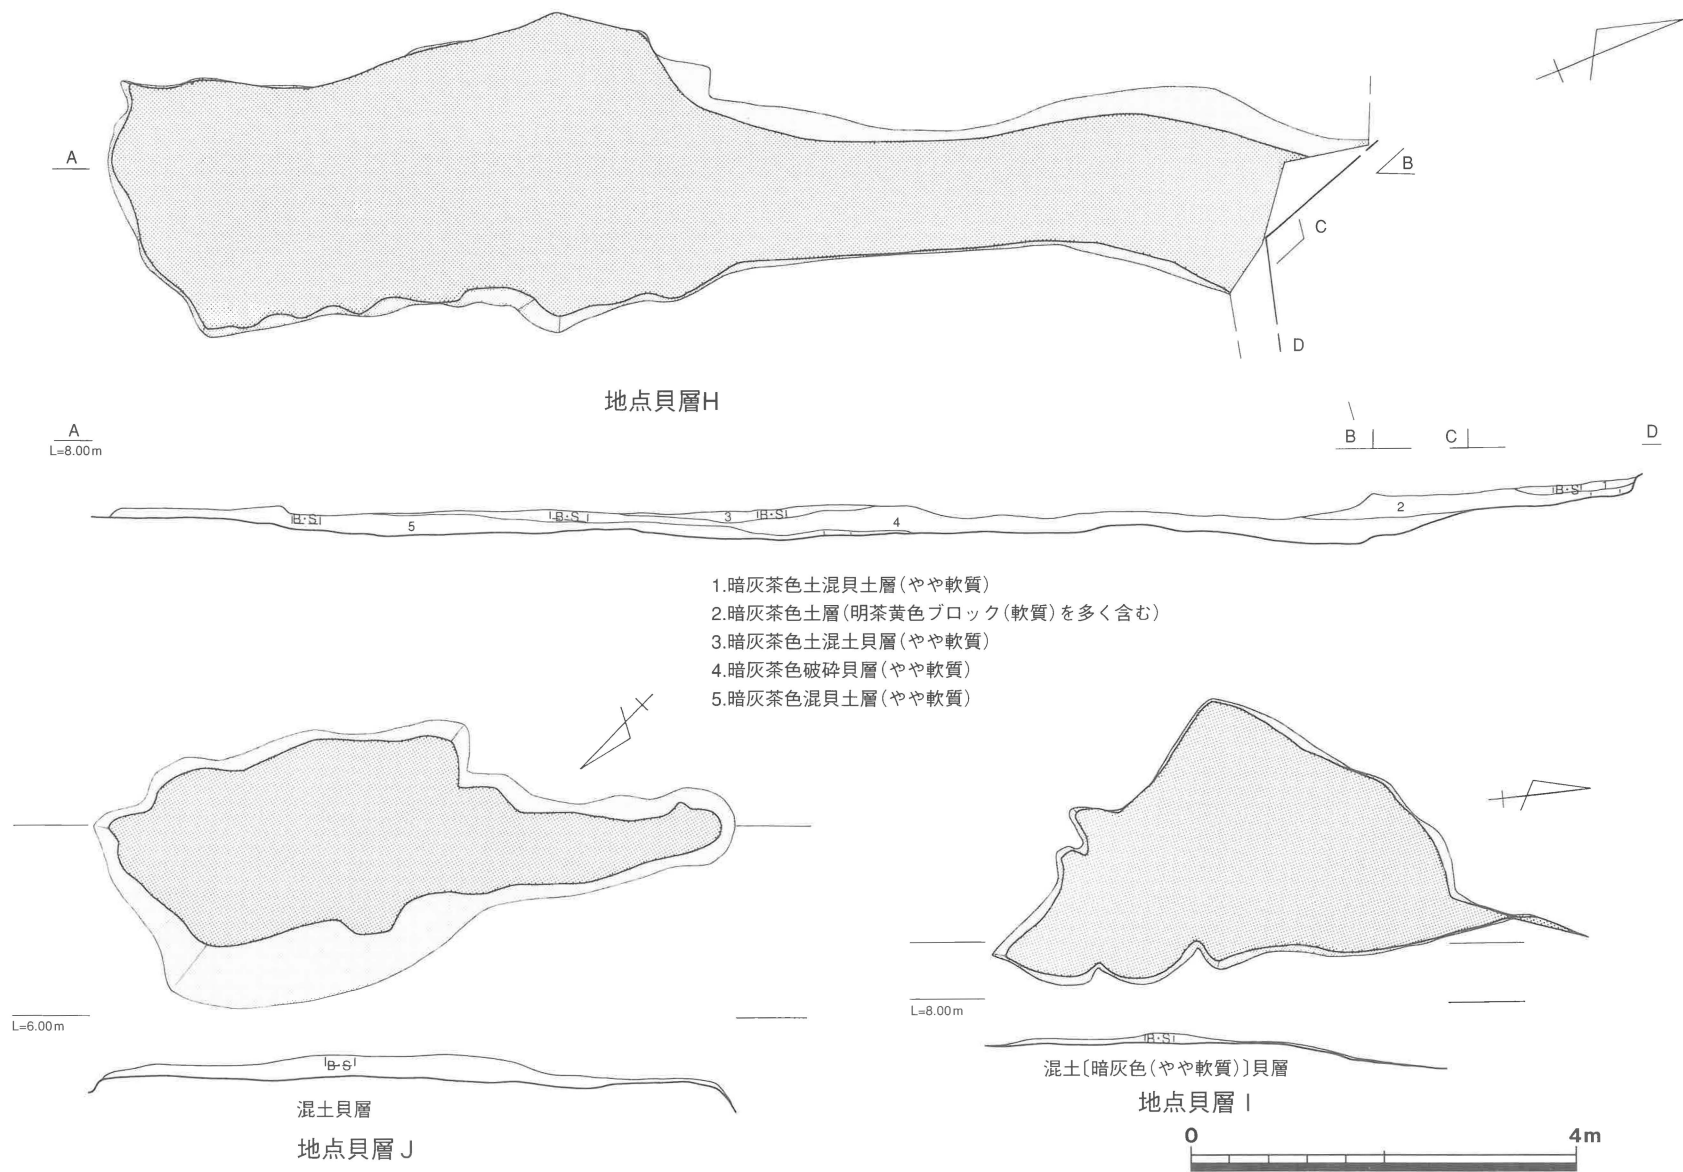 A
B
C
D
地点貝層H
A
L=8.00m
B
C
D
B・S
5
B・S
3
B・S
4
2
B・S
1
1.暗灰茶色土混貝土層(やや軟質)
2.暗灰茶色土層(明茶黄色ブロック(軟質)を多く含む)
3.暗灰茶色土混土貝層(やや軟質)
4.暗灰茶色破砕貝層(やや軟質)
5.暗灰茶色混貝土層(やや軟質)
L=6.00m
B・S
混土貝層
地点貝層J
L=8.00m
B・S
混土〔暗灰色(やや軟質)〕貝層
地点貝層I
0 4m